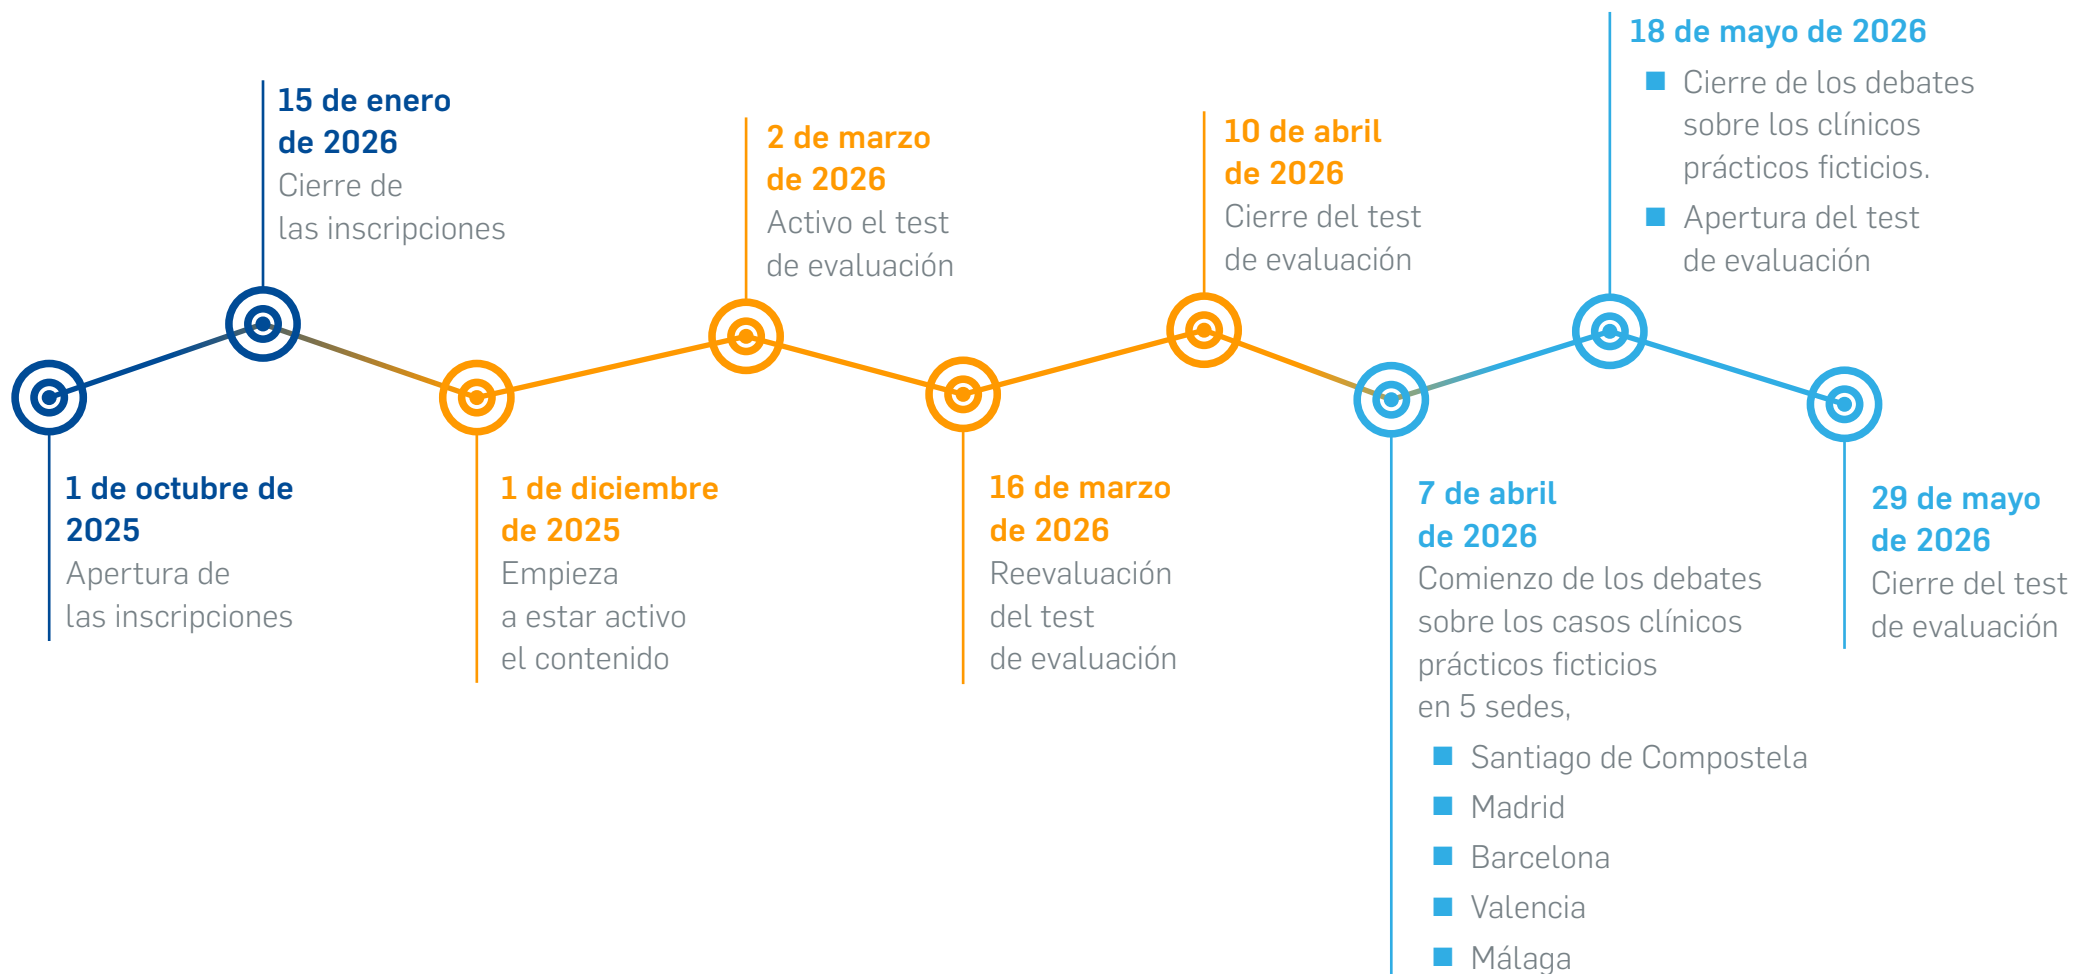 1 de octubre de
2025
Apertura de
las inscripciones
15 de enero
de 2026
Cierre de
las inscripciones
1 de diciembre
de 2025
Empieza
a estar activo
el contenido
2 de marzo
de 2026
Activo el test
de evaluación
16 de marzo
de 2026
Reevaluación
del test
de evaluación
10 de abril
de 2026
Cierre del test
de evaluación
7 de abril
de 2026
Comienzo de los debates
sobre los casos clínicos
prácticos ficticios
en 5 sedes,
Santiago de Compostela
Madrid
Barcelona
Valencia
Málaga
18 de mayo de 2026
Cierre de los debates
sobre los clínicos
prácticos ficticios.
Apertura del test
de evaluación
29 de mayo
de 2026
Cierre del test
de evaluación